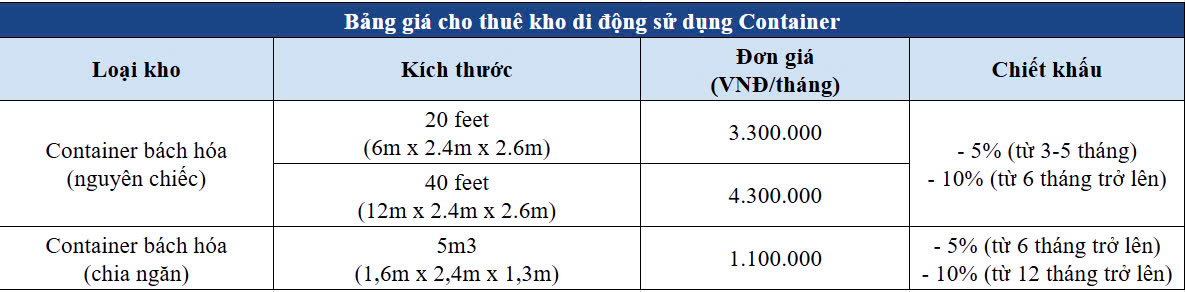 Bảng giá cho thuê kho di động sử dụng Container
Loại kho
Kích thước
Đơn giá
(VNĐ/tháng)
Chiết khấu
Container bách hóa
(nguyên chiếc)
20 feet
(6m x 2.4m x 2.6m)
3.300.000
- 5% (từ 3-5 tháng)
- 10% (từ 6 tháng trở lên)
40 feet
(12m x 2.4m x 2.6m)
4.300.000
Container bách hóa
(chia ngăn)
5m3
(1,6m x 2,4m x 1,3m)
1.100.000
- 5% (từ 6 tháng trở lên)
- 10% (từ 12 tháng trở lên)